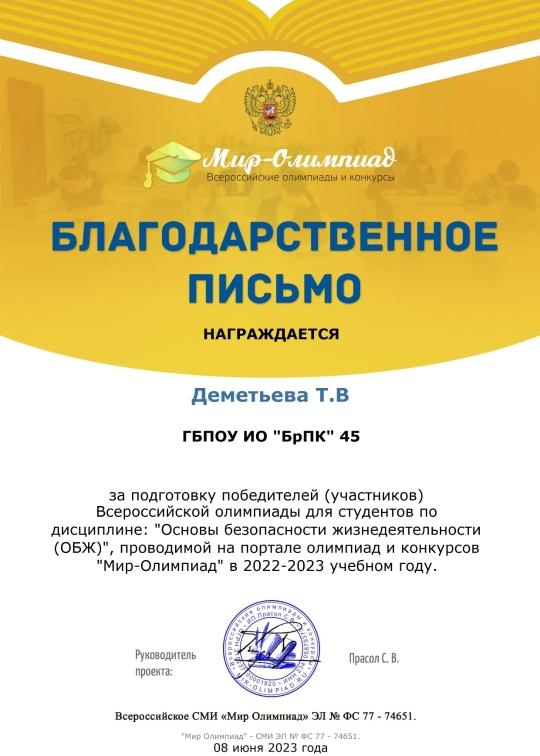 Мир-Олимпиад
Всероссийские олимпиады и конкурсы
БЛАГОДАРСТВЕННОЕ
ПИСЬМО
НАГРАЖДАЕТСЯ
Деметьева Т.В
ГБПОУ ИО "БрПК" 45
за подготовку победителей (участников)
Всероссийской олимпиады для студентов по
дисциплине: "Основы безопасности жизнедеятельности
(ОБЖ)", проводимой на портале олимпиад и конкурсов
"Мир-Олимпиад" в 2022-2023 учебном году.
Руководитель
проекта:
Прасол С. В.
Всероссийское СМИ «Мир Олимпиад» ЭЛ № ФС 77 - 74651.
"Мир Олимпиад" - СМИ ЭЛ № ФС 77 - 74651.
08 июня 2023 года